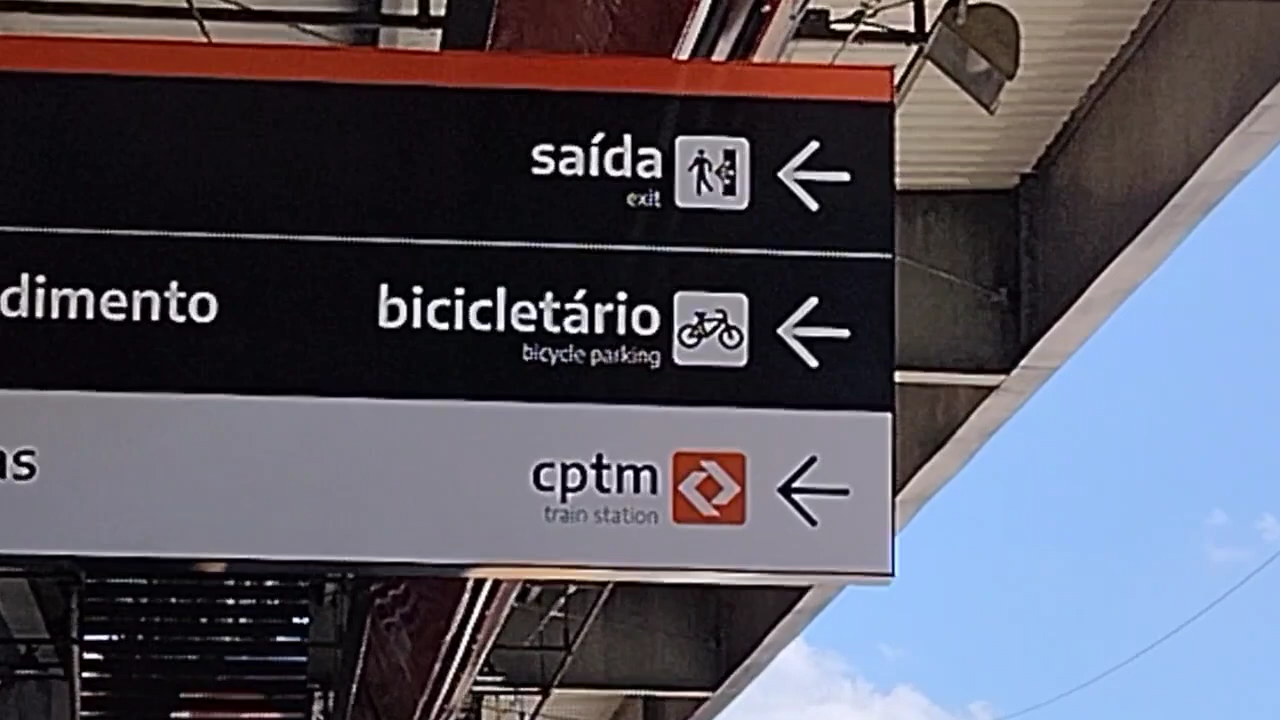 saída
exit
dimento bicicletário
bicycle parking
as cptm
train station